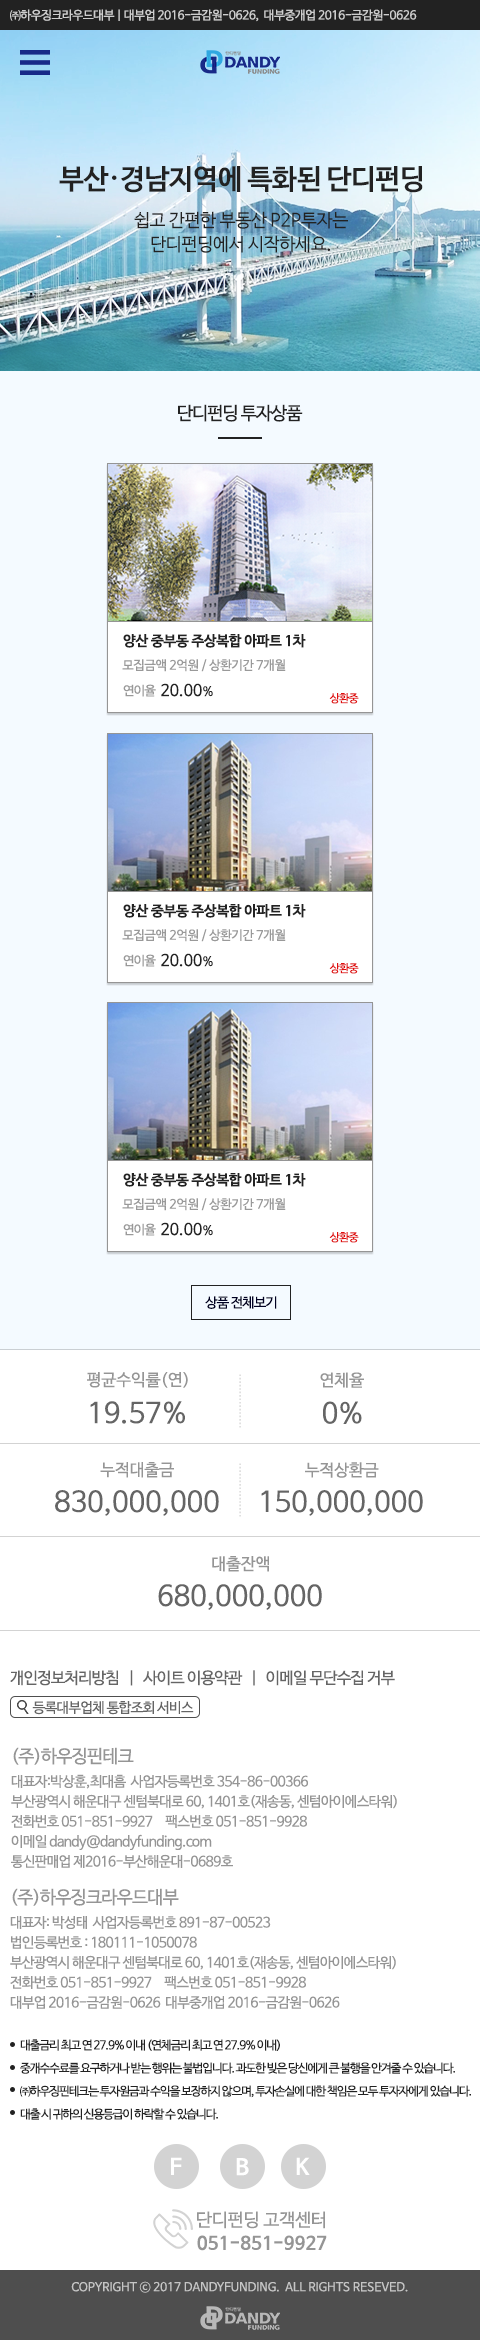 ㈜하우징크라우드대부 | 대부업 2016-금감원-0626, 대부중개업 2016-금감원-0626
단디펀딩
DANDY
FUNDING
부산·경남지역에 특화된 단디펀딩
쉽고 간편한 부동산 P2P투자는
단디펀딩에서 시작하세요.
단디펀딩 투자상품
양산 중부동 주상복합 아파트 1차
모집금액 2억원 / 상환기간 7개월
연이율 20.00%
상환중
양산 중부동 주상복합 아파트 1차
모집금액 2억원 / 상환기간 7개월
연이율 20.00%
상환중
양산 중부동 주상복합 아파트 1차
모집금액 2억원 / 상환기간 7개월
연이율 20.00%
상환중
상품 전체보기
평균수익률(연)
19.57%
연체율
0%
누적대출금
830,000,000
누적상환금
150,000,000
대출잔액
680,000,000
개인정보처리방침 | 사이트 이용약관 | 이메일 무단수집 거부
등록대부업체 통합조회 서비스
(주)하우징핀테크
대표자:박상훈,최대흠 사업자등록번호 354-86-00366
부산광역시 해운대구 센텀북대로 60, 1401호(재송동, 센텀아이에스타워)
전화번호 051-851-9927 팩스번호 051-851-9928
이메일 dandy@dandyfunding.com
통신판매업 제2016-부산해운대-0689호
(주)하우징크라우드대부
대표자: 박성태 사업자등록번호 891-87-00523
법인등록번호 : 180111-1050078
부산광역시 해운대구 센텀북대로 60, 1401호(재송동, 센텀아이에스타워)
전화번호 051-851-9927 팩스번호 051-851-9928
대부업 2016-금감원-0626 대부중개업 2016-금감원-0626
• 대출금리 최고 연 27.9% 이내 (연체금리 최고 연 27.9% 이내)
• 중개수수료를 요구하거나 받는 행위는 불법입니다. 과도한 빚은 당신에게 큰 불행을 안겨줄 수 있습니다.
• ㈜하우징핀테크는 투자원금과 수익을 보장하지 않으며, 투자손실에 대한 책임은 모두 투자자에게 있습니다.
• 대출 시 귀하의 신용등급이 하락할 수 있습니다.
F B K
단디펀딩 고객센터
051-851-9927
COPYRIGHT ⓒ 2017 DANDYFUNDING. ALL RIGHTS RESEVED.
단디펀딩
DANDY
FUNDING